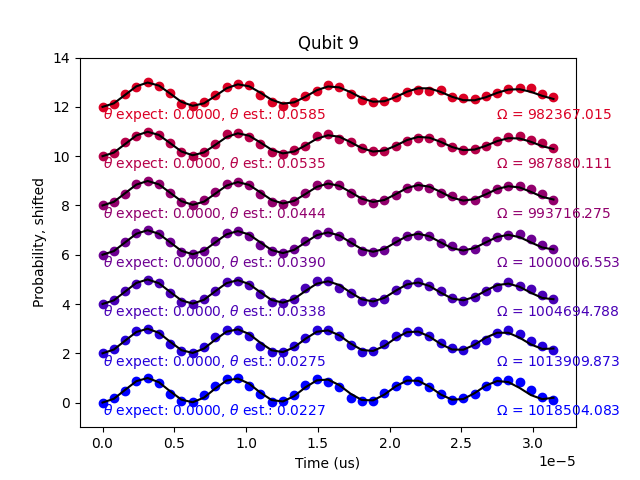 Qubit 9
14
12
10
8
6
4
2
0
Probability, shifted
θ expect: 0.0000, θ est.: 0.0585 Ω = 982367.015
θ expect: 0.0000, θ est.: 0.0535 Ω = 987880.111
θ expect: 0.0000, θ est.: 0.0444 Ω = 993716.275
θ expect: 0.0000, θ est.: 0.0390 Ω = 1000006.553
θ expect: 0.0000, θ est.: 0.0338 Ω = 1004694.788
θ expect: 0.0000, θ est.: 0.0275 Ω = 1013909.873
θ expect: 0.0000, θ est.: 0.0227 Ω = 1018504.083
0.0 0.5 1.0 1.5 2.0 2.5 3.0
1e−5
Time (us)